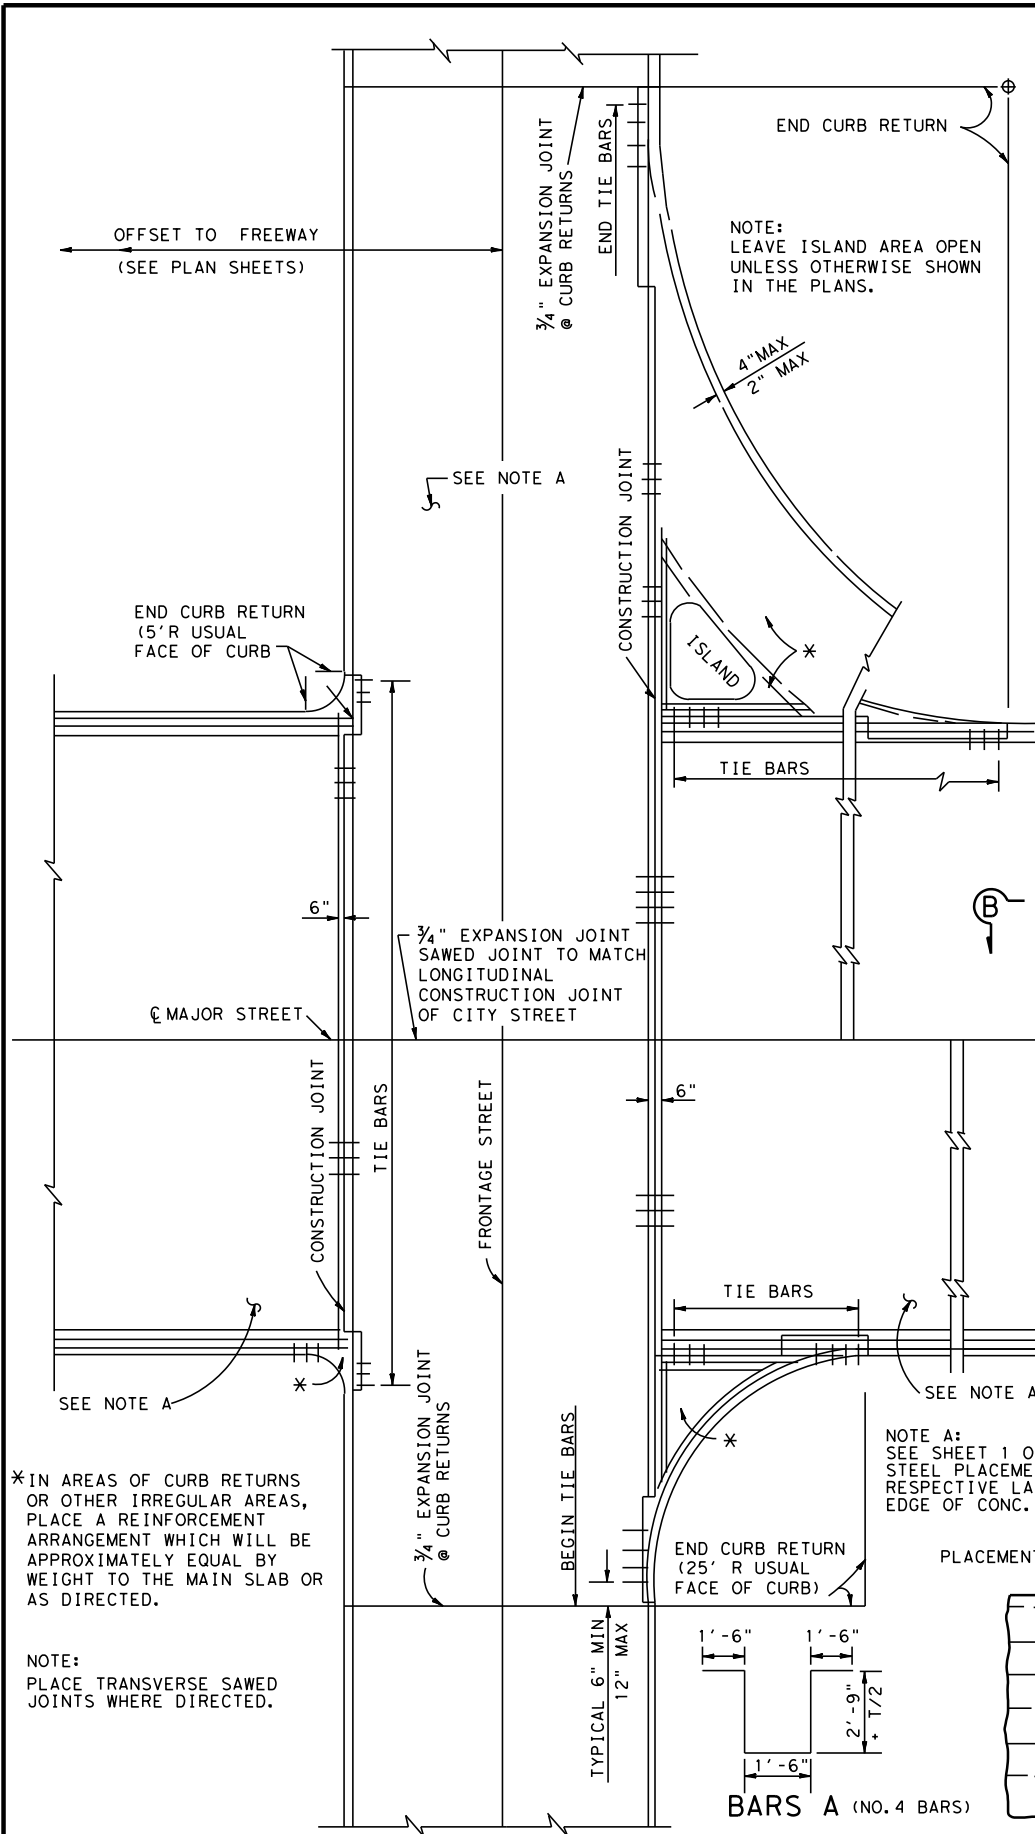 END CURB RETURN
3/4" EXPANSION JOINT
@ CURB RETURNS
END TIE BARS
OFFSET TO FREEWAY
(SEE PLAN SHEETS)
NOTE:
LEAVE ISLAND AREA OPEN
UNLESS OTHERWISE SHOWN
IN THE PLANS.
4"MAX
2" MAX
SEE NOTE A
CONSTRUCTION JOINT
END CURB RETURN
(5'R USUAL
FACE OF CURB
ISLAND
*
TIE BARS
6"
B
3/4" EXPANSION JOINT
SAWED JOINT TO MATCH
LONGITUDINAL
CONSTRUCTION JOINT
OF CITY STREET
℄ MAJOR STREET
CONSTRUCTION JOINT
TIE BARS
FRONTAGE STREET
6"
TIE BARS
*
SEE NOTE A
SEE NOTE A
3/4" EXPANSION JOINT
@ CURB RETURNS
BEGIN TIE BARS
*
NOTE A:
SEE SHEET 1 O
STEEL PLACEME
RESPECTIVE LA
EDGE OF CONC.
*IN AREAS OF CURB RETURNS
OR OTHER IRREGULAR AREAS,
PLACE A REINFORCEMENT
ARRANGEMENT WHICH WILL BE
APPROXIMATELY EQUAL BY
WEIGHT TO THE MAIN SLAB OR
AS DIRECTED.
END CURB RETURN
(25' R USUAL
FACE OF CURB)
PLACEMENT
NOTE:
PLACE TRANSVERSE SAWED
JOINTS WHERE DIRECTED.
TYPICAL 6" MIN
12" MAX
1'-6"
1'-6"
2'-9"
+ T/2
1'-6"
BARS A (NO.4 BARS)